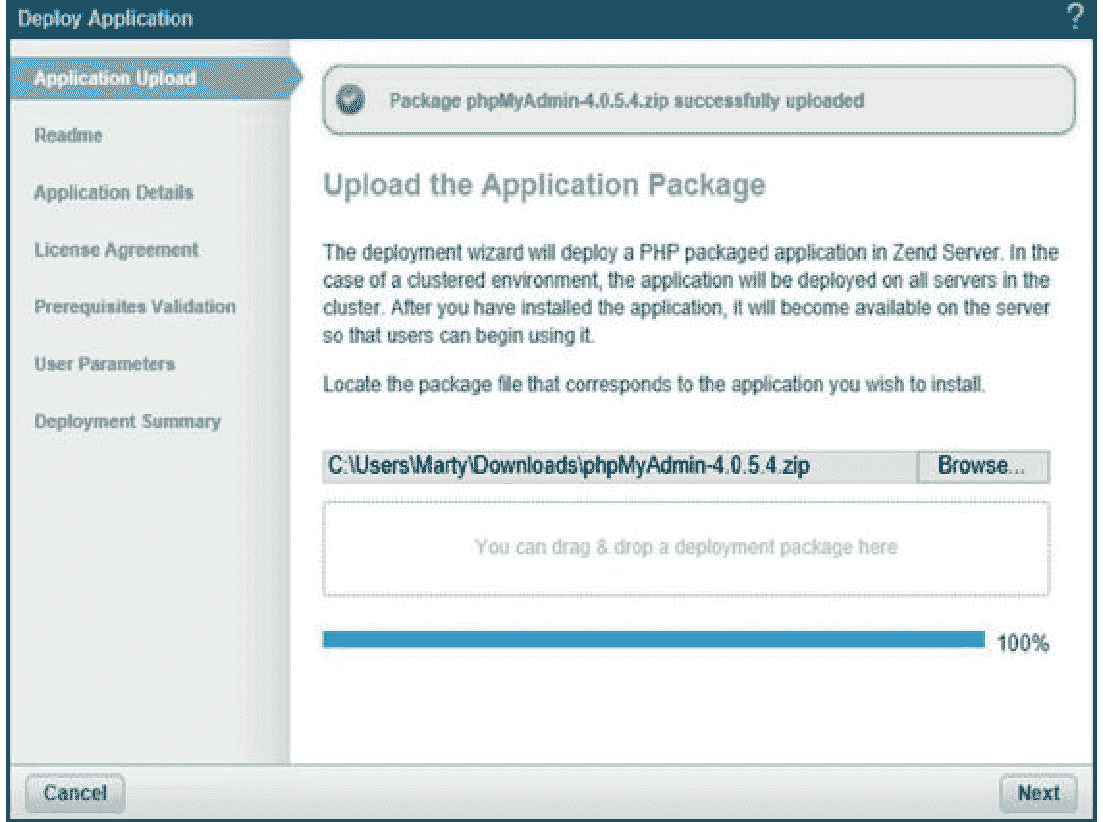 Deploy Application
?
Application Upload
Readme
Application Details
License Agreement
Prerequisites Validation
User Parameters
Deployment Summary
Package phpMyAdmin-4.0.5.4.zip successfully uploaded
Upload the Application Package
The deployment wizard will deploy a PHP packaged application in Zend Server. In the
case of a clustered environment, the application will be deployed on all servers in the
cluster. After you have installed the application, it will become available on the server
so that users can begin using it.
Locate the package file that corresponds to the application you wish to install.
C:\Users\Marty\Downloads\phpMyAdmin-4.0.5.4.zip
Browse...
You can drag & drop a deployment package here
100%
Cancel
Next